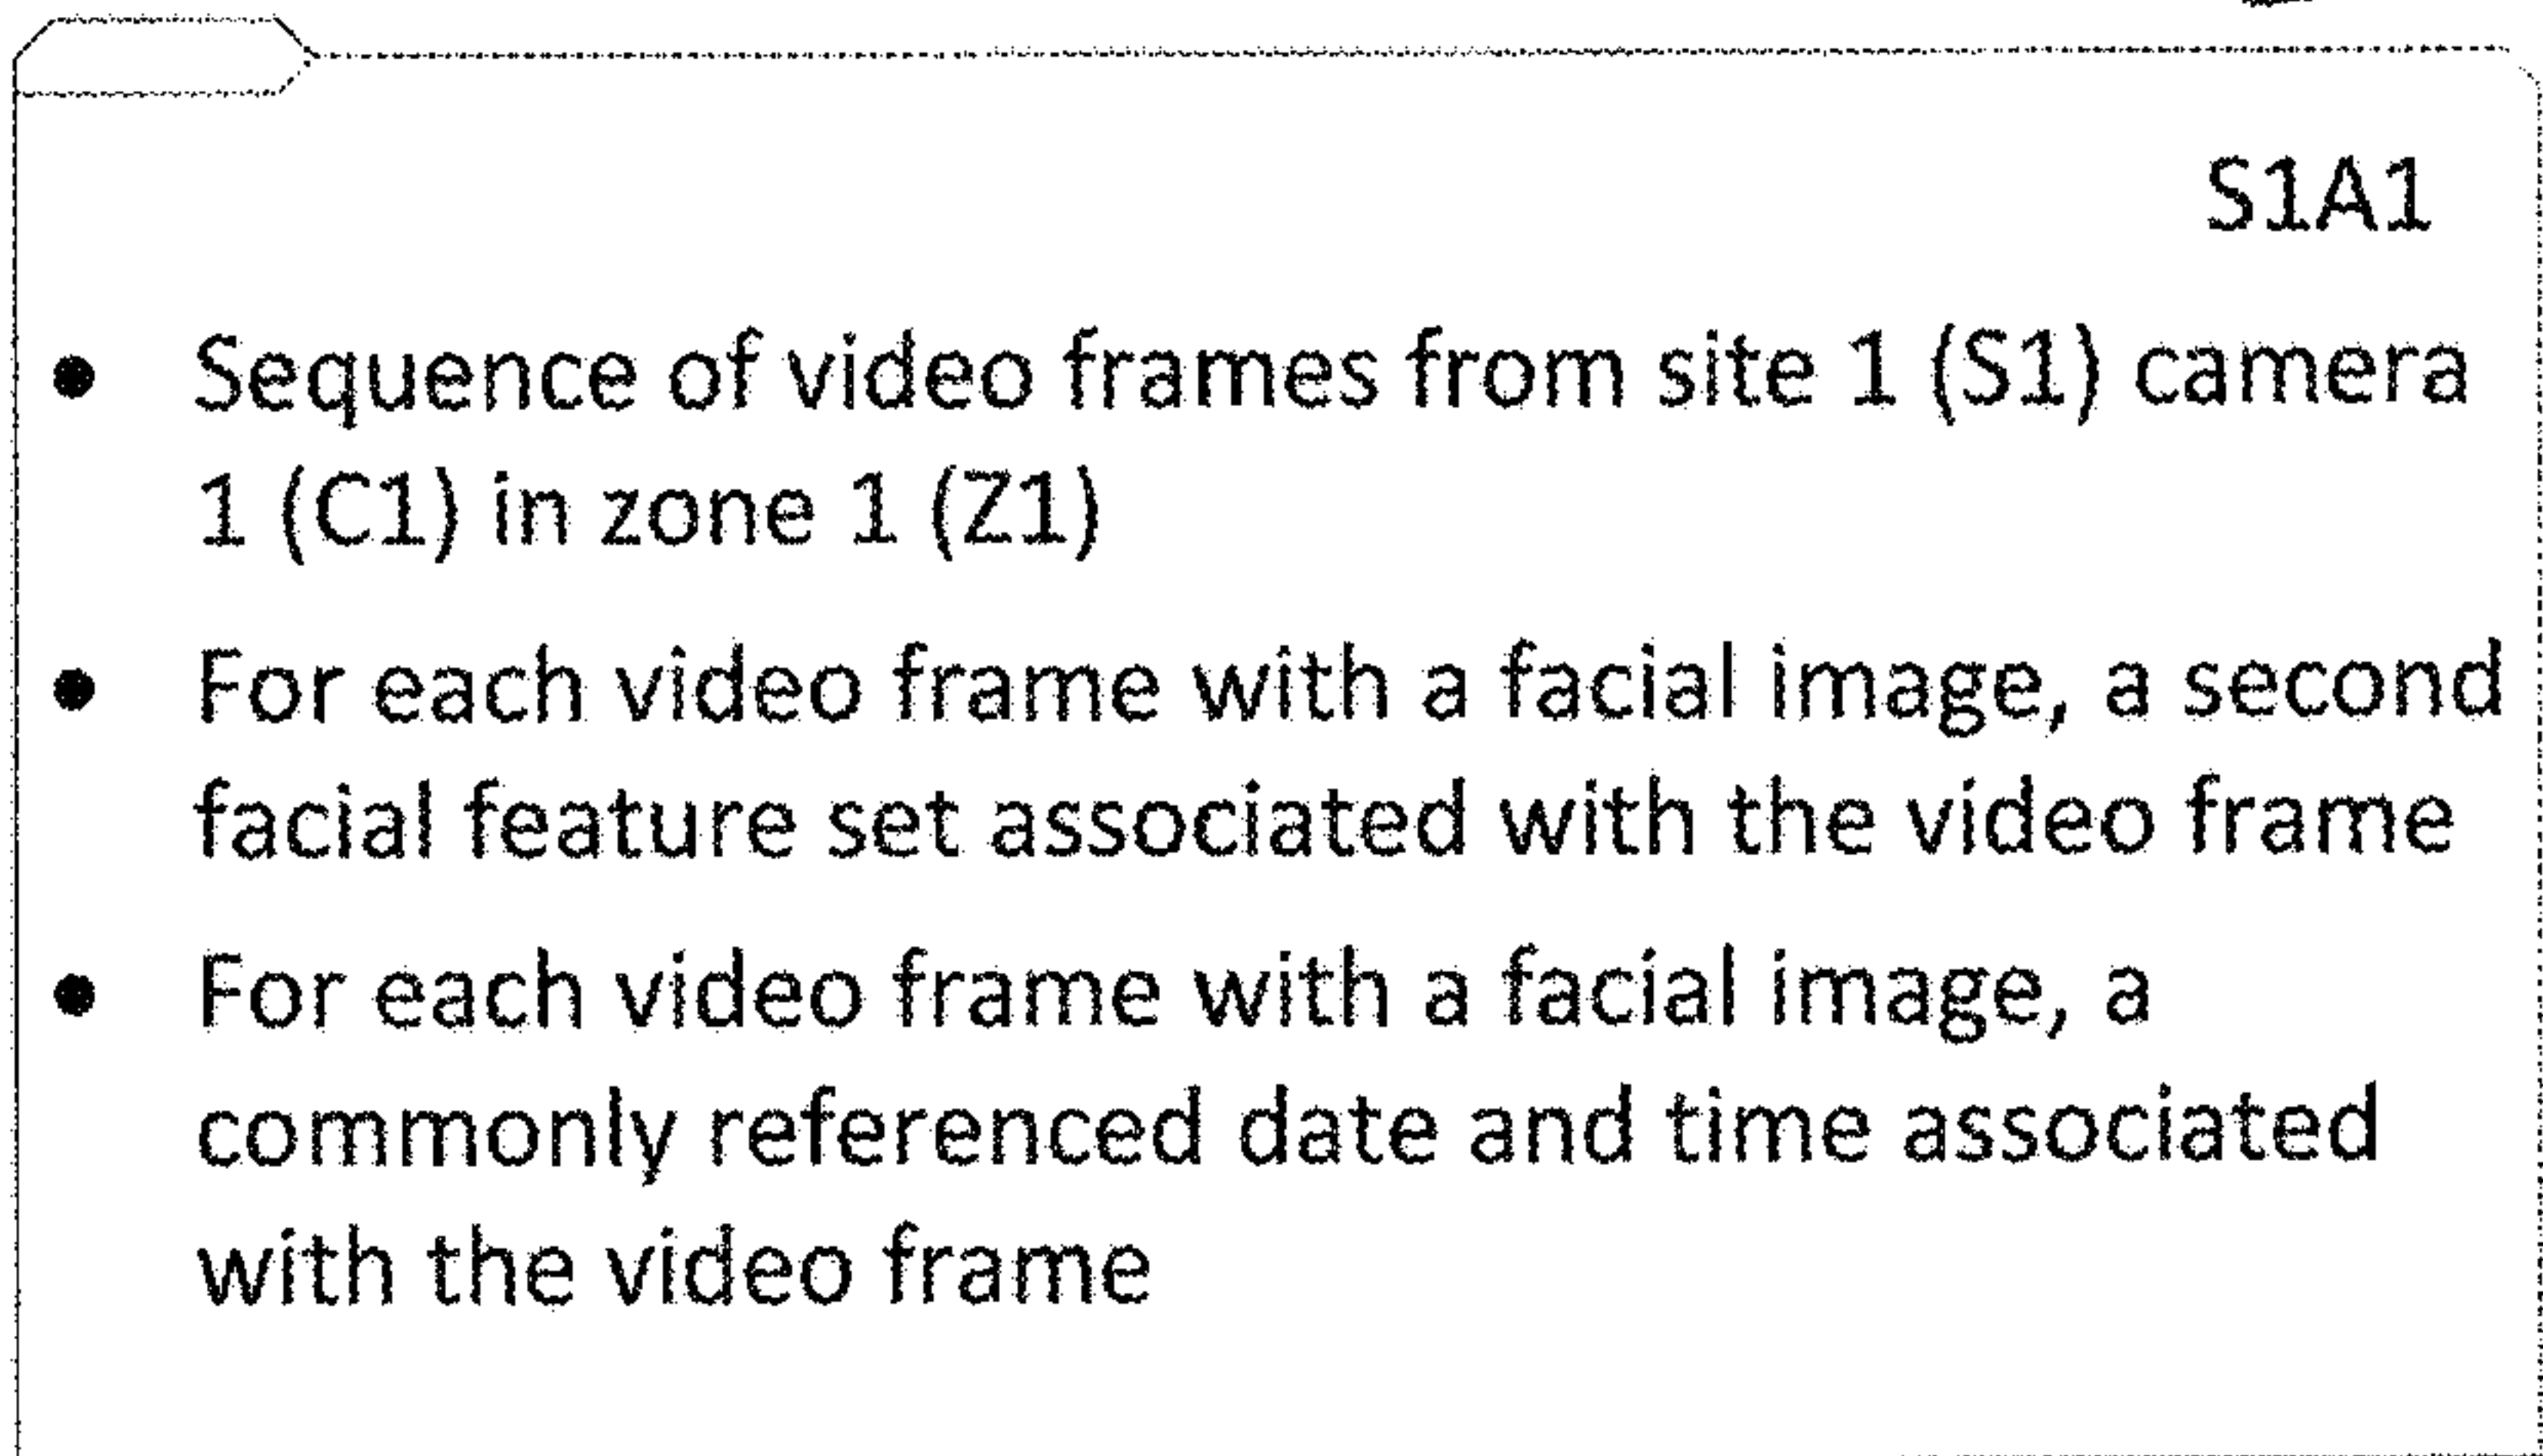 S1A1
• Sequence of video frames from site 1 (S1) camera
1 (C1) in zone 1 (Z1)
• For each video frame with a facial image, a second
facial feature set associated with the video frame
• For each video frame with a facial image, a
commonly referenced date and time associated
with the video frame